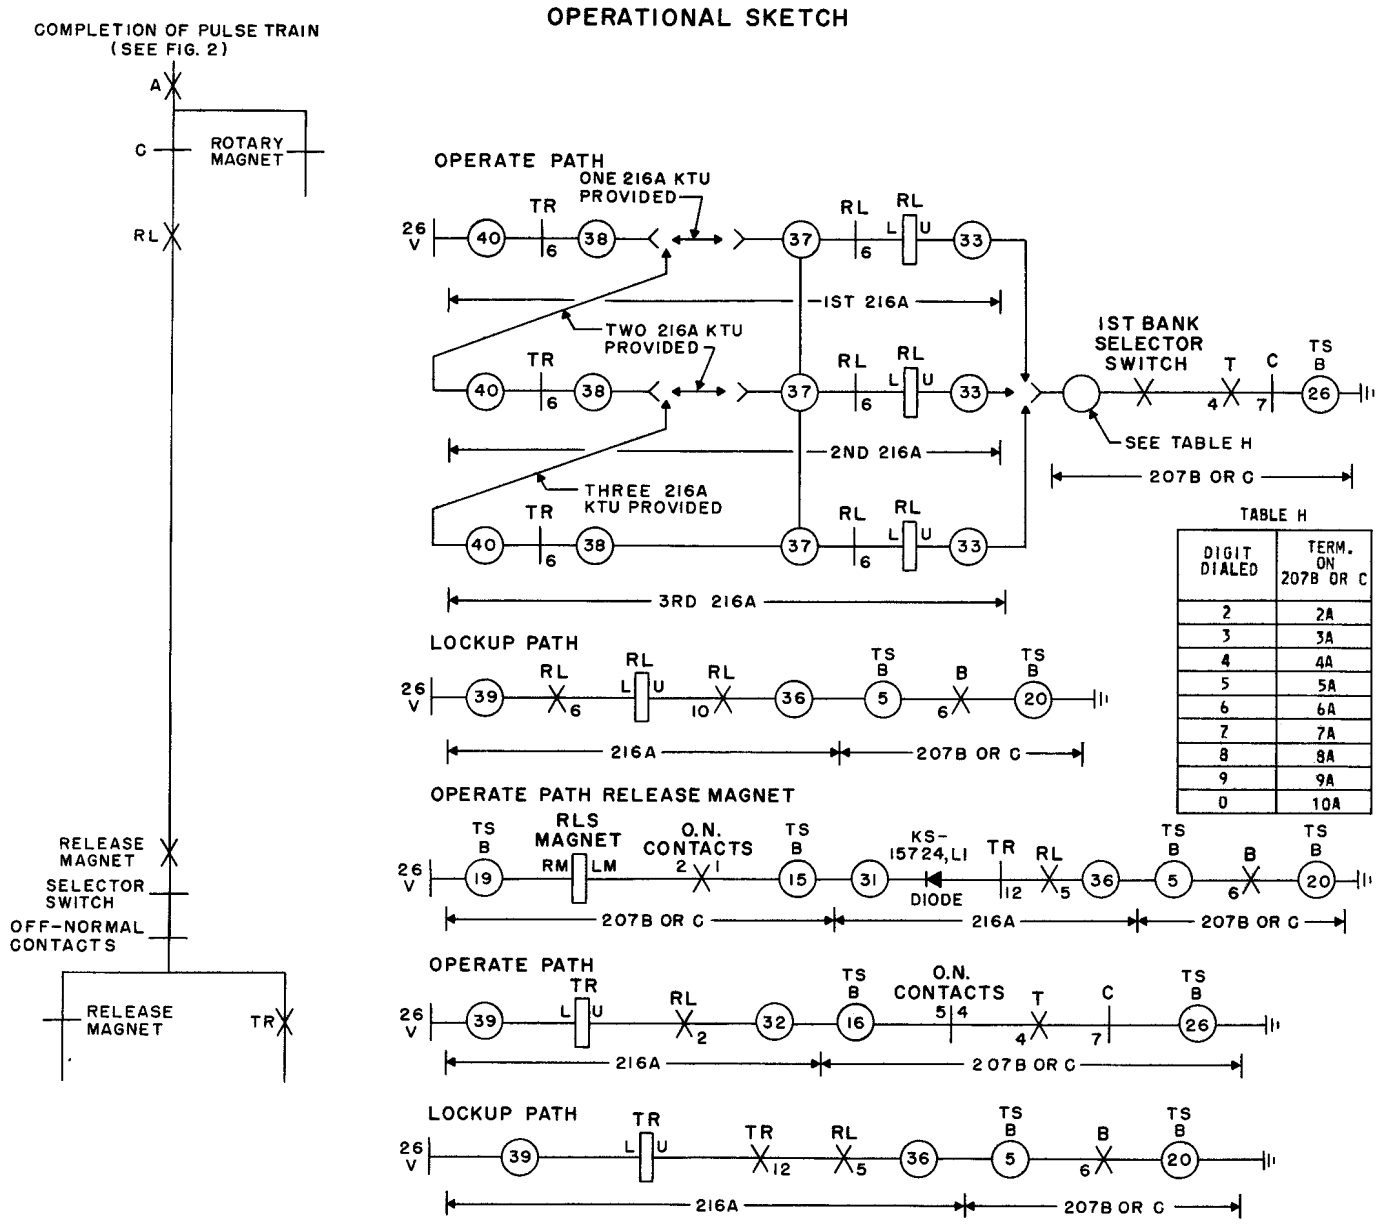 OPERATIONAL SKETCH
COMPLETION OF PULSE TRAIN
(SEE FIG. 2)
A
C
ROTARY
MAGNET
RL
RELEASE
MAGNET
SELECTOR
SWITCH
OFF-NORMAL
CONTACTS
RELEASE
MAGNET
TR
OPERATE PATH
ONE 216A KTU
PROVIDED
26
V
40
TR
6
38
37
RL
6
RL
L U
33
1ST 216A
TWO 216A KTU
PROVIDED
40
TR
6
38
37
RL
6
RL
L U
33
2ND 216A
THREE 216A
KTU PROVIDED
40
TR
6
38
37
RL
6
RL
L U
33
3RD 216A
1ST BANK
SELECTOR
SWITCH
T
4
C
7
TS
B
26
SEE TABLE H
207B OR C
TABLE H
DIGIT
DIALED
TERM.
ON
207B OR C
2 2A
3 3A
4 4A
5 5A
6 6A
7 7A
8 8A
9 9A
0 10A
LOCKUP PATH
26
V
39
RL
6
RL
L U
RL
10
36
TS
B
5
B
6
TS
B
20
216A 207B OR C
OPERATE PATH RELEASE MAGNET
26
V
TS
B
19
RLS
MAGNET
RM LM
O.N.
CONTACTS
2 1
TS
B
15
31
KS-
15724, L1
DIODE
TR
12
RL
5
36
TS
B
5
B
6
TS
B
20
207B OR C 216A 207B OR C
OPERATE PATH
26
V
39
TR
L U
RL
2
32
TS
B
16
O.N.
CONTACTS
5 4
T
4
C
7
TS
B
26
216A 207B OR C
LOCKUP PATH
26
V
39
TR
L U
TR
12
RL
5
36
TS
B
5
B
6
TS
B
20
216A 207B OR C